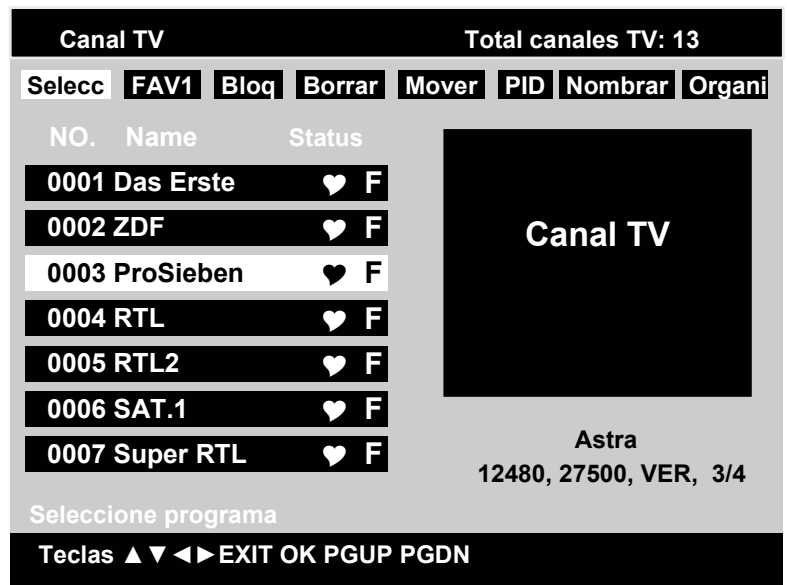 Canal TV Total canales TV: 13
Selecc FAV1 Bloq Borrar Mover PID Nombrar Organi
NO. Name Status
0001 Das Erste F
0002 ZDF F
0003 ProSieben F
0004 RTL F
0005 RTL2 F
0006 SAT.1 F
0007 Super RTL F
Canal TV
Astra
12480, 27500, VER, 3/4
Seleccione programa
Teclas ▲▼◄►EXIT OK PGUP PGDN